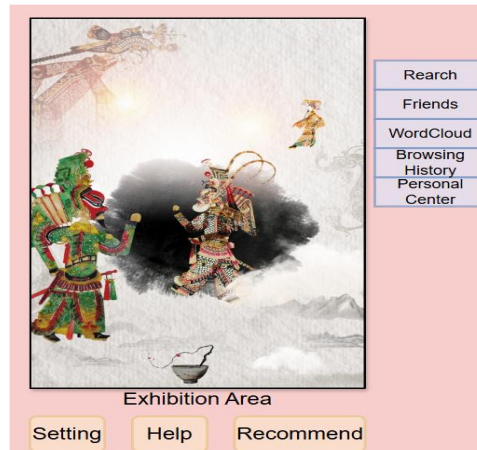 Rearch
Friends
WordCloud
Browsing
History
Personal
Center
Exhibition Area
Setting
Help
Recommend